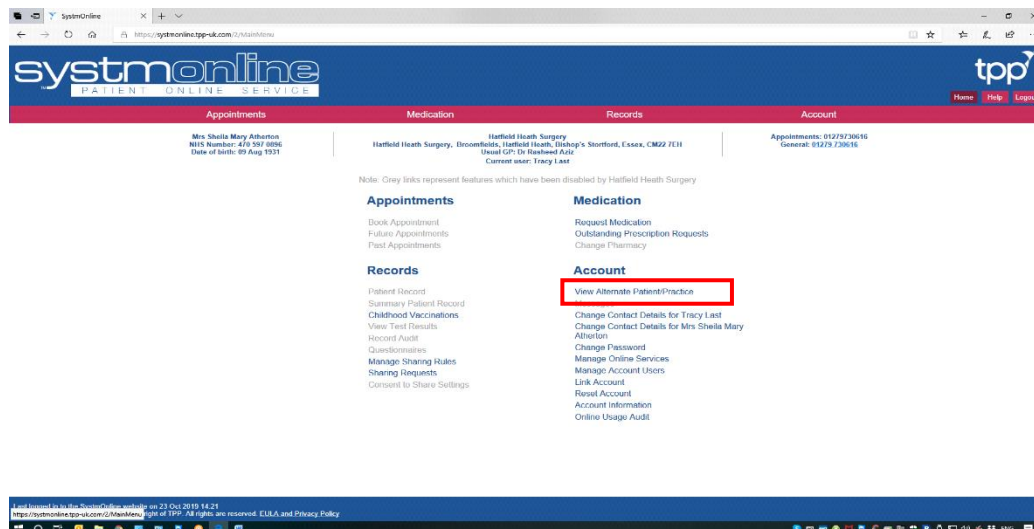 SystmOnline
https://systmonline.tpp-uk.com/2/MainMenu
systmonline
PATIENT ONLINE SERVICE
tpp
Home Help Logou
Appointments Medication Records Account
Mrs Sheila Mary Atherton
NHS Number: 470 597 0896
Date of birth: 09 Aug 1931
Hatfield Heath Surgery
Hatfield Heath Surgery, Broomfields, Hatfield Heath, Bishop's Stortford, Essex, CM22 7EH
Usual GP: Dr Rasheed Aziz
Current user: Tracy Last
Appointments: 01279730616
General: 01279 730616
Note: Grey links represent features which have been disabled by Hatfield Heath Surgery
Appointments
Book Appointment
Future Appointments
Past Appointments
Medication
Request Medication
Outstanding Prescription Requests
Change Pharmacy
Records
Patient Record
Summary Patient Record
Childhood Vaccinations
View Test Results
Record Audit
Questionnaires
Manage Sharing Rules
Sharing Requests
Consent to Share Settings
Account
View Alternate Patient/Practice
Change Contact Details for Tracy Last
Change Contact Details for Mrs Sheila Mary
Atherton
Change Password
Manage Online Services
Manage Account Users
Link Account
Reset Account
Account Information
Online Usage Audit
Last logged in to the SystmOnline website on 23 Oct 2019 14:21
https://systmonline.tpp-uk.com/2/MainMenu right of TPP. All rights are reserved. EULA and Privacy Policy